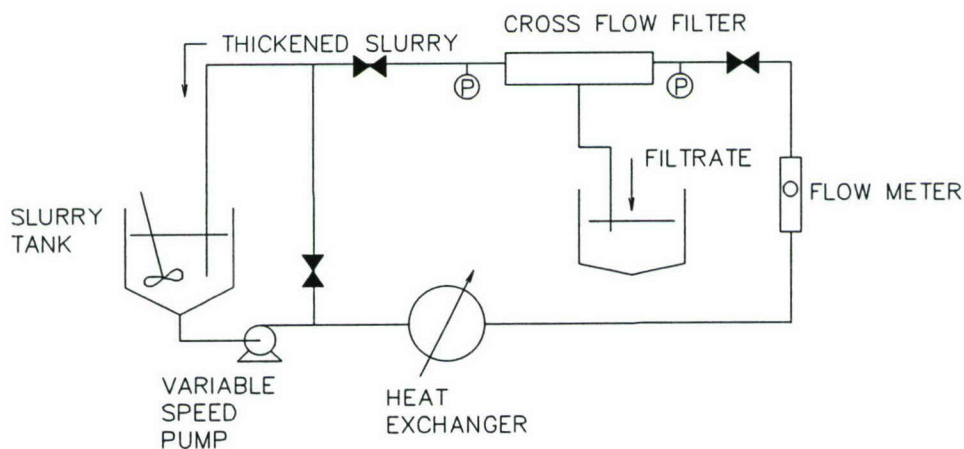 CROSS FLOW FILTER
THICKENED SLURRY
P
P
FILTRATE
FLOW METER
SLURRY
TANK
VARIABLE
SPEED
PUMP
HEAT
EXCHANGER